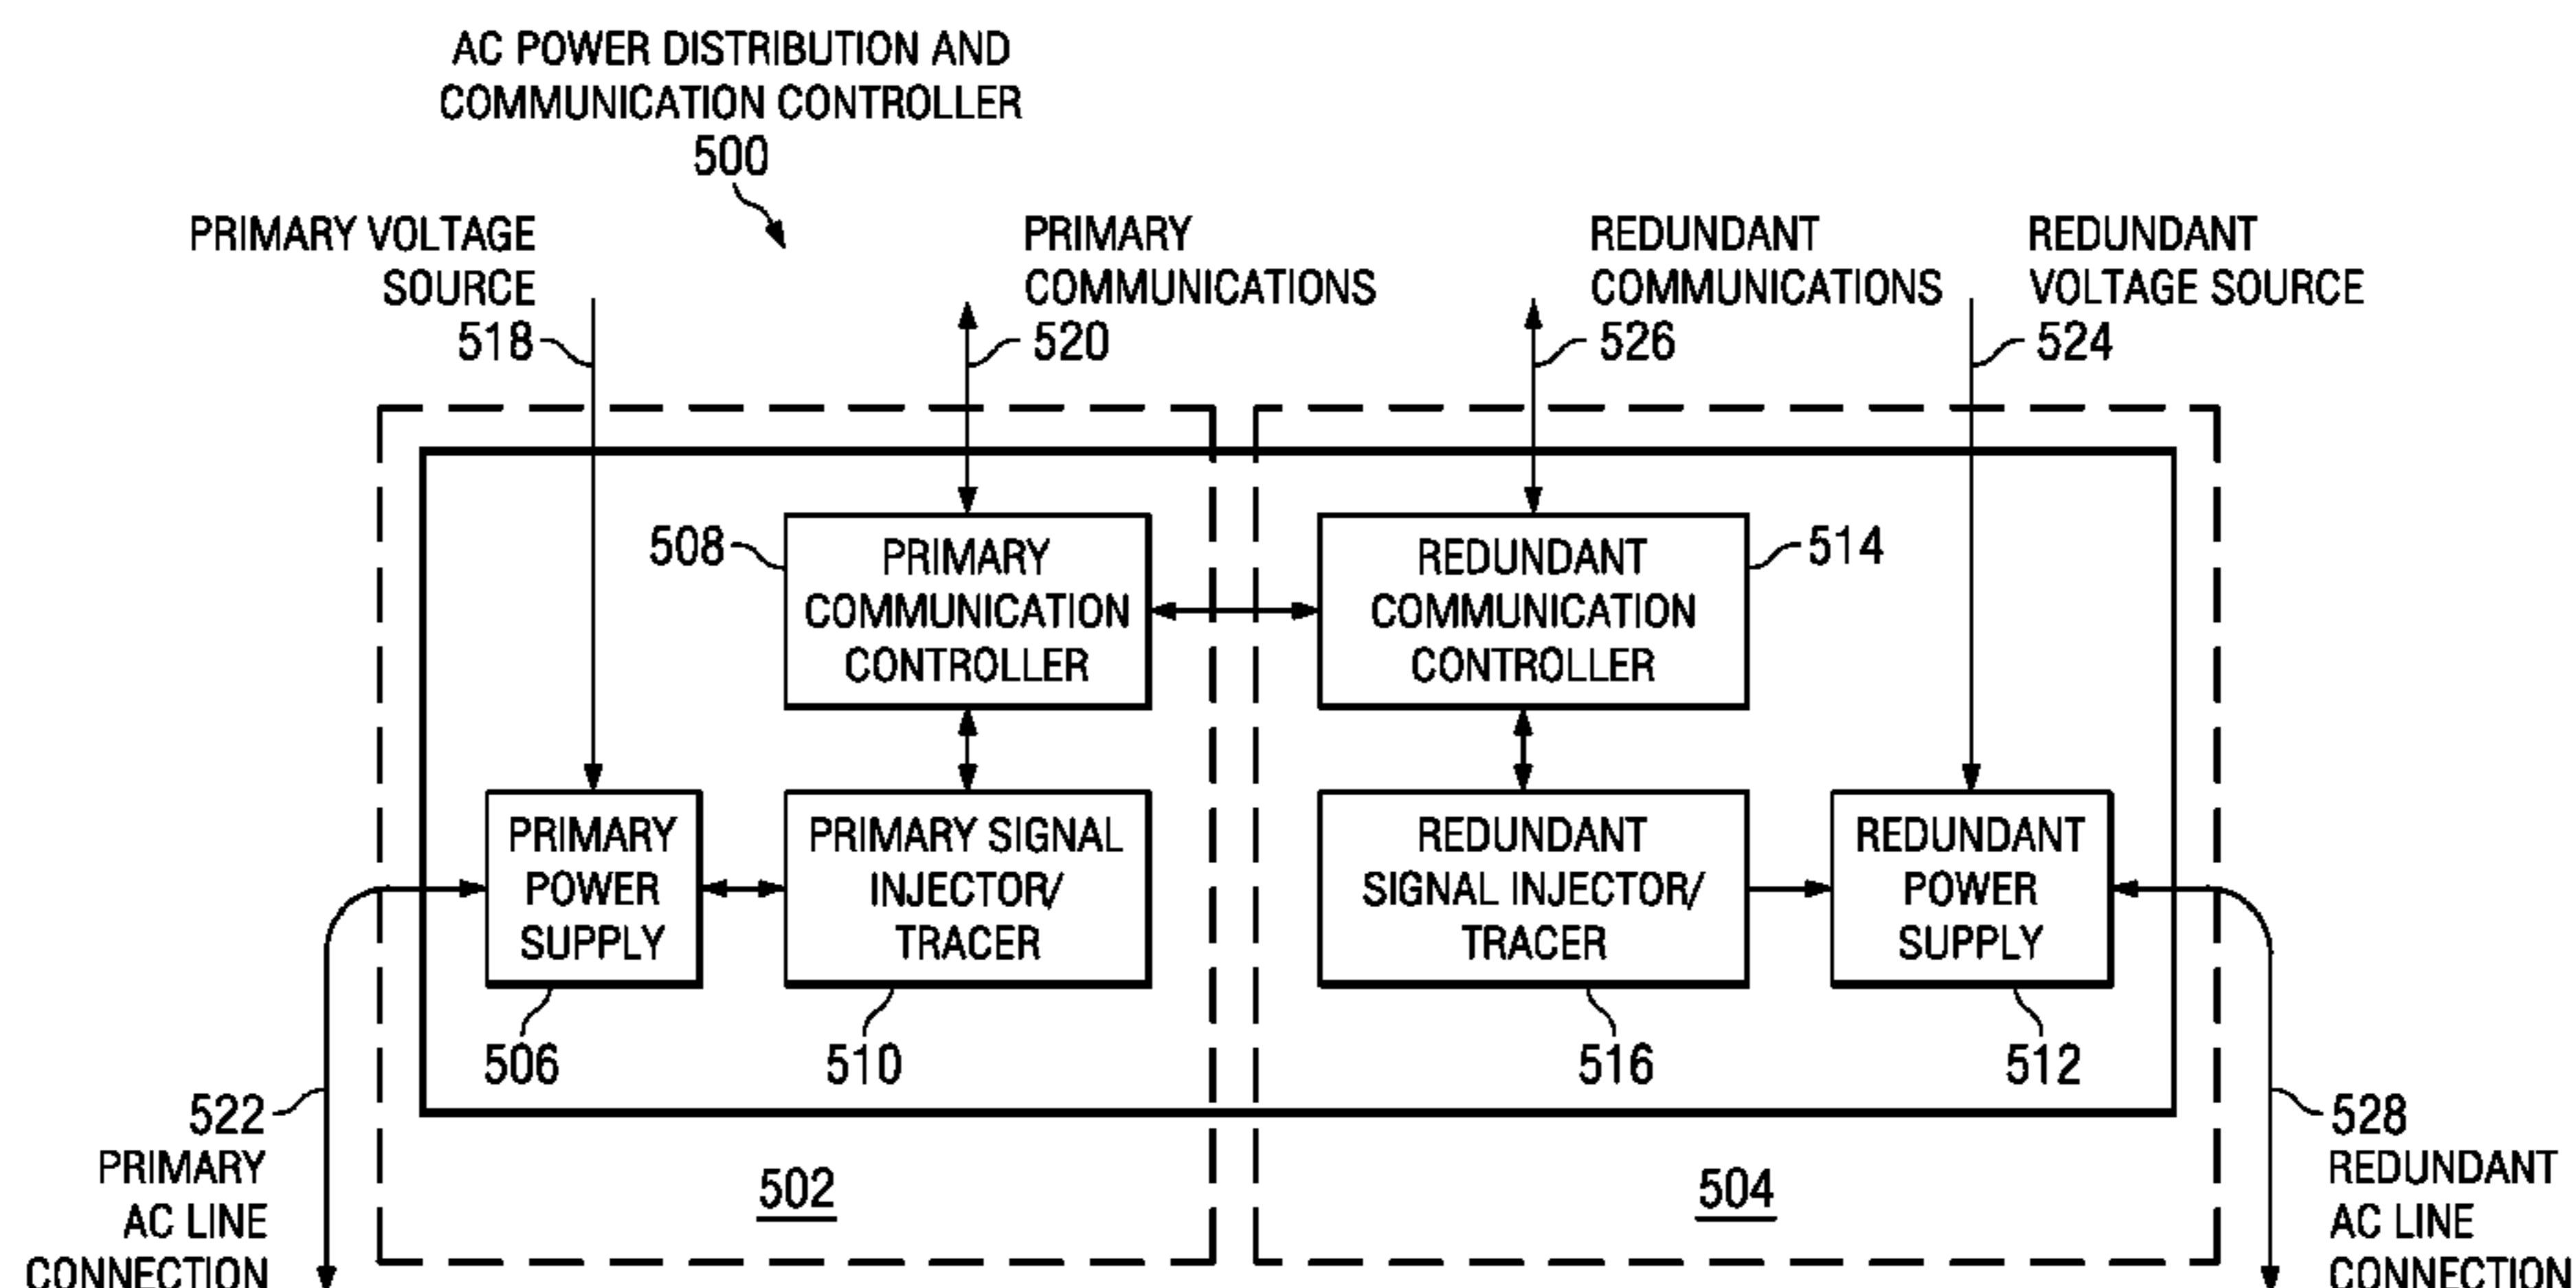 AC POWER DISTRIBUTION AND
COMMUNICATION CONTROLLER
500
PRIMARY VOLTAGE
SOURCE
518
PRIMARY
COMMUNICATIONS
520
REDUNDANT
COMMUNICATIONS
526
REDUNDANT
VOLTAGE SOURCE
524
508
PRIMARY
COMMUNICATION
CONTROLLER
REDUNDANT
COMMUNICATION
CONTROLLER
514
PRIMARY
POWER
SUPPLY
PRIMARY SIGNAL
INJECTOR/
TRACER
REDUNDANT
SIGNAL INJECTOR/
TRACER
REDUNDANT
POWER
SUPPLY
506
510
516
512
522
PRIMARY
AC LINE
CONNECTION
502
504
528
REDUNDANT
AC LINE
CONNECTION